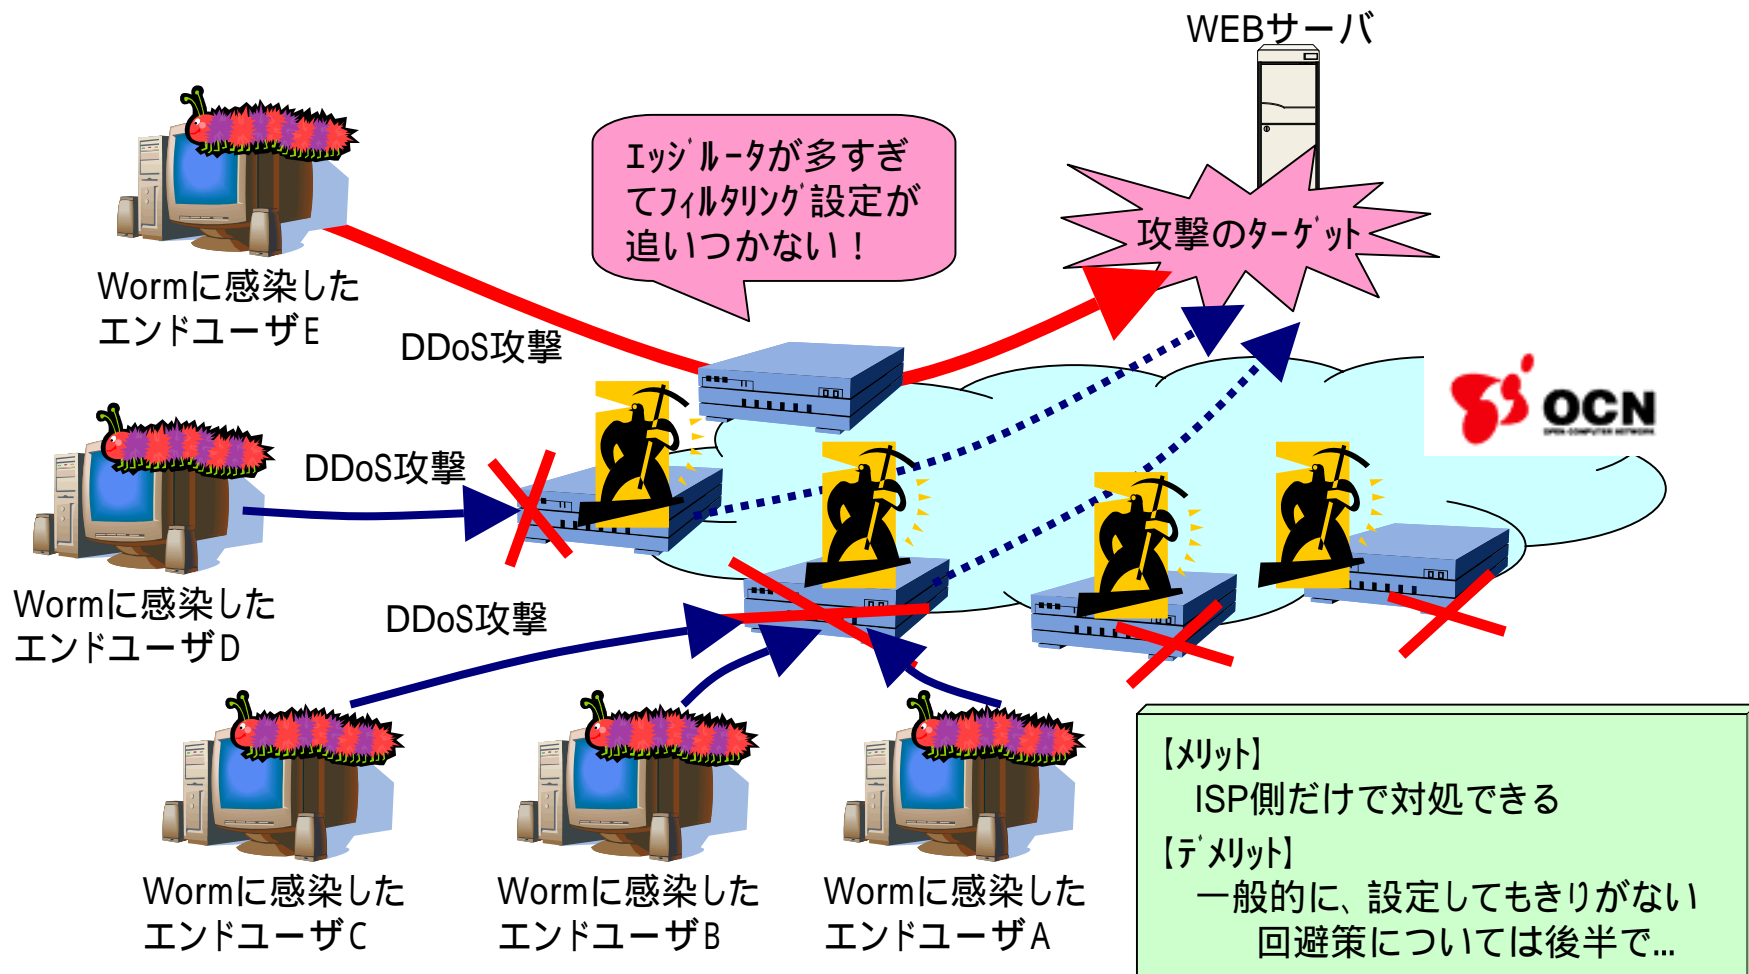 WEBサーバ
エッジルータが多すぎ
てフィルタリング設定が
追いつかない！
攻撃のターゲット
Wormに感染した
エンドユーザE
DDoS攻撃
OCN
OPEN COMPUTER NETWORK
DDoS攻撃
Wormに感染した
エンドユーザD
DDoS攻撃
【メリット】
ISP側だけで対処できる
【デメリット】
一般的に、設定してもきりがない
回避策については後半で…
Wormに感染した
エンドユーザC
Wormに感染した
エンドユーザB
Wormに感染した
エンドユーザA